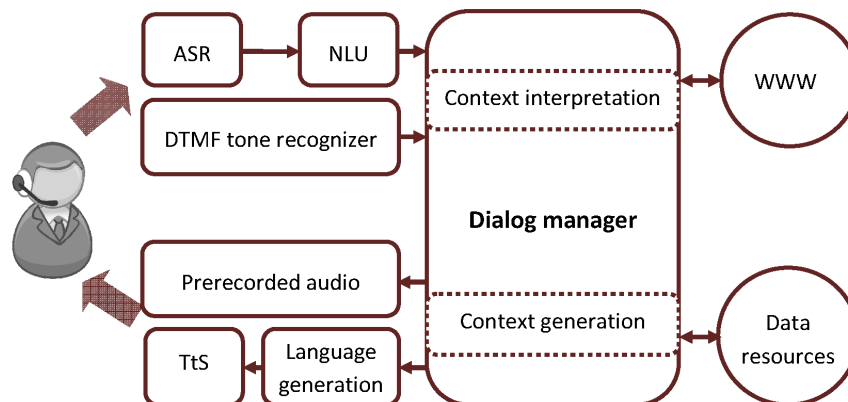 ASR
NLU
Context interpretation
WWW
DTMF tone recognizer
Dialog manager
Prerecorded audio
Context generation
Data
resources
TtS
Language
generation